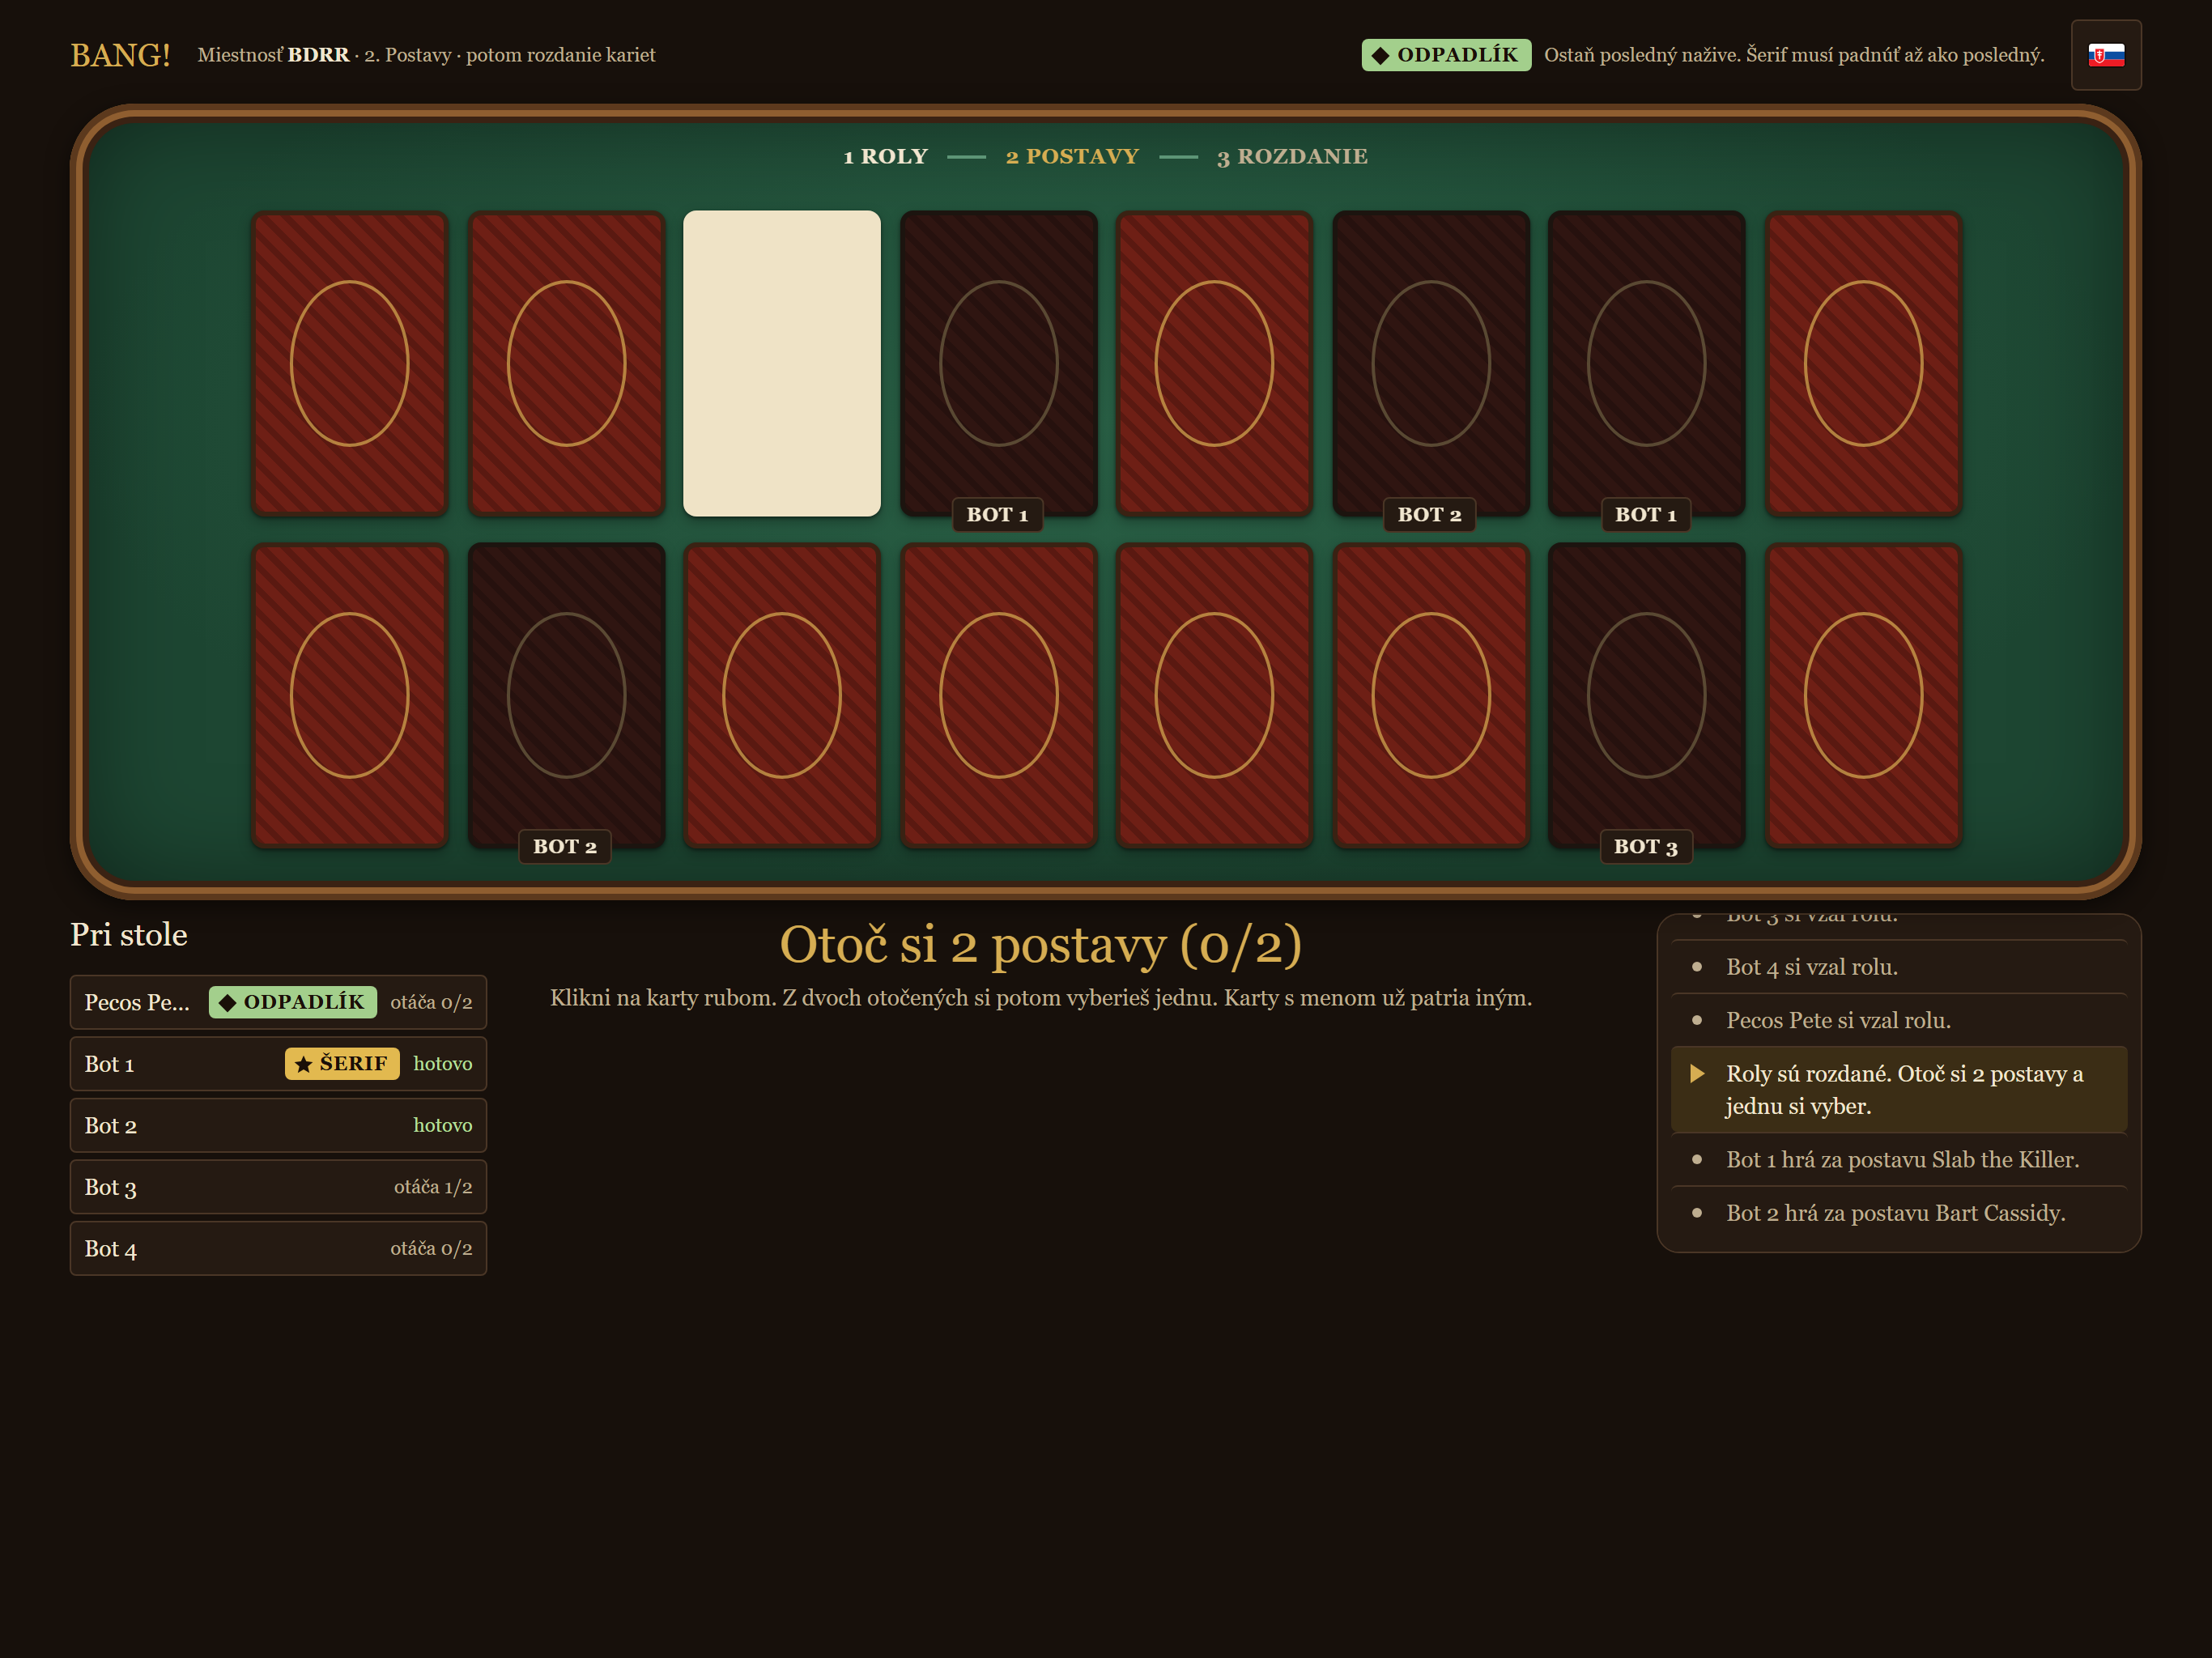 BANG!
Miestnosť BDRR · 2. Postavy · potom rozdanie kariet
ODPADLÍK
Ostaň posledný nažive. Šerif musí padnúť až ako posledný.
1 ROLY
2 POSTAVY
3 ROZDANIE
BOT 1
BOT 2
BOT 1
BOT 2
BOT 3
Pri stole
Pecos Pe... ODPADLÍK otáča 0/2
Bot 1 ŠERIF hotovo
Bot 2 hotovo
Bot 3 otáča 1/2
Bot 4 otáča 0/2
Otoč si 2 postavy (0/2)
Klikni na karty rubom. Z dvoch otočených si potom vyberieš jednu. Karty s menom už patria iným.
Bot 3 si vzal rolu.
Bot 4 si vzal rolu.
Pecos Pete si vzal rolu.
Roly sú rozdané. Otoč si 2 postavy a
jednu si vyber.
Bot 1 hrá za postavu Slab the Killer.
Bot 2 hrá za postavu Bart Cassidy.